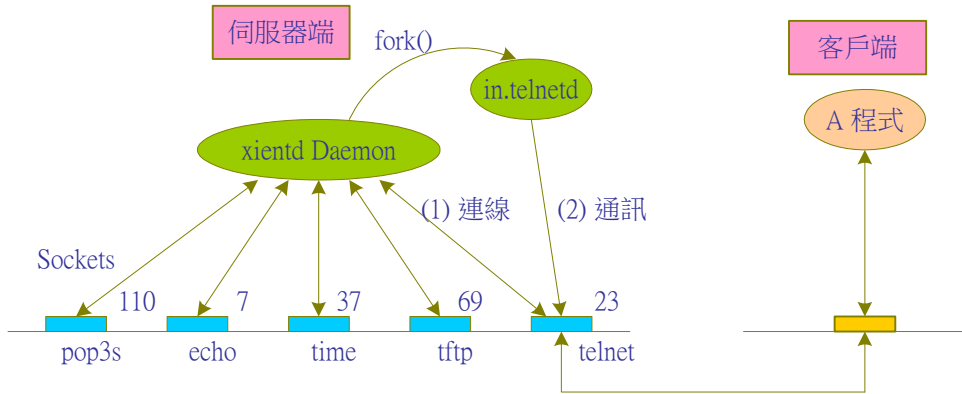 伺服器端
fork()
客戶端
in.telnetd
A 程式
xientd Daemon
(1) 連線
(2) 通訊
Sockets
110
7
37
69
23
pop3s
echo
time
tftp
telnet